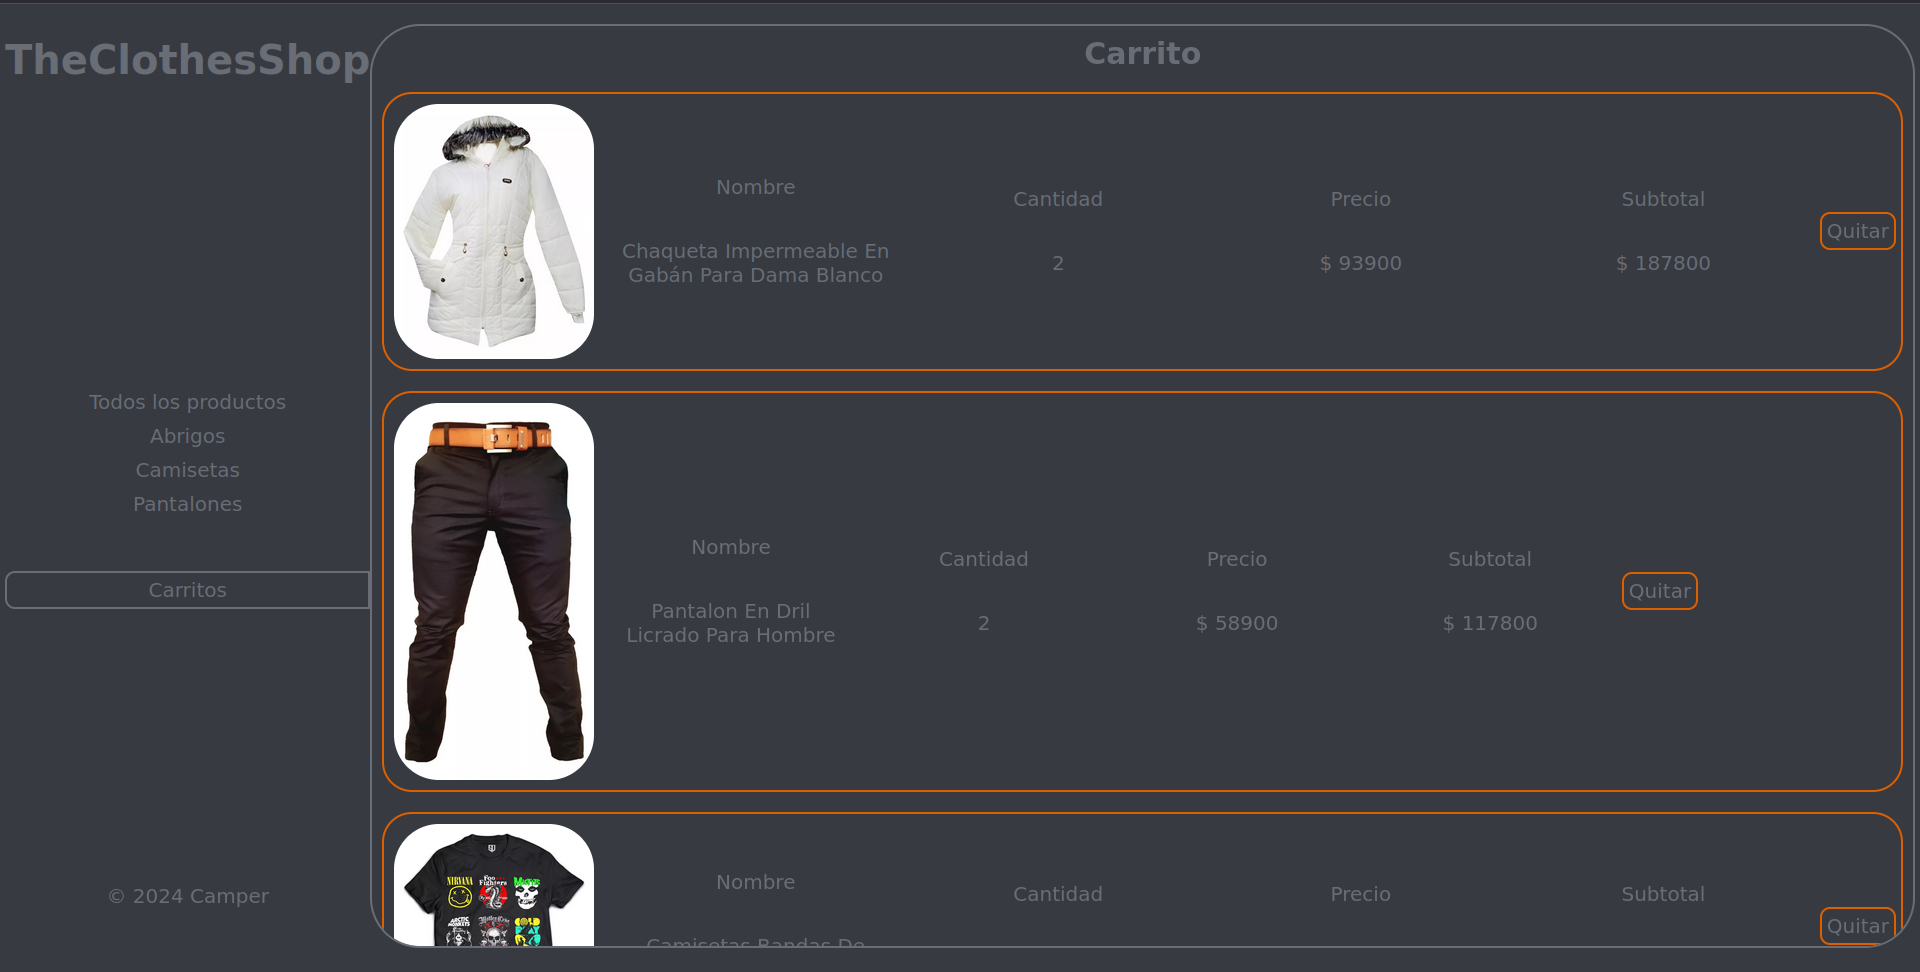 TheClothesShop
Todos los productos
Abrigos
Camisetas
Pantalones
Carritos
© 2024 Camper
Carrito
Nombre
Chaqueta Impermeable En
Gabán Para Dama Blanco
Cantidad
2
Precio
$ 93900
Subtotal
$ 187800
Quitar
Nombre
Pantalon En Dril
Licrado Para Hombre
Cantidad
2
Precio
$ 58900
Subtotal
$ 117800
Quitar
NIRVANA
Foo
Fighters
Misfits
ARCTIC
MONKEYS
Mötley Crüe
COLD
PLAY
Nombre
Camisetas Bandas De
Cantidad
Precio
Subtotal
Quitar